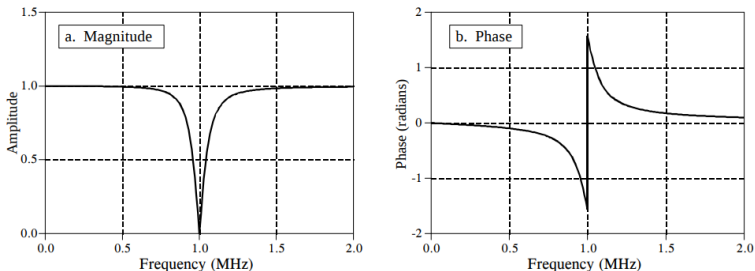 a. Magnitude
Amplitude
1.5
1.0
0.5
0.0
0.0 0.5 1.0 1.5 2.0
Frequency (MHz)
b. Phase
Phase (radians)
2
1
0
-1
-2
0.0 0.5 1.0 1.5 2.0
Frequency (MHz)